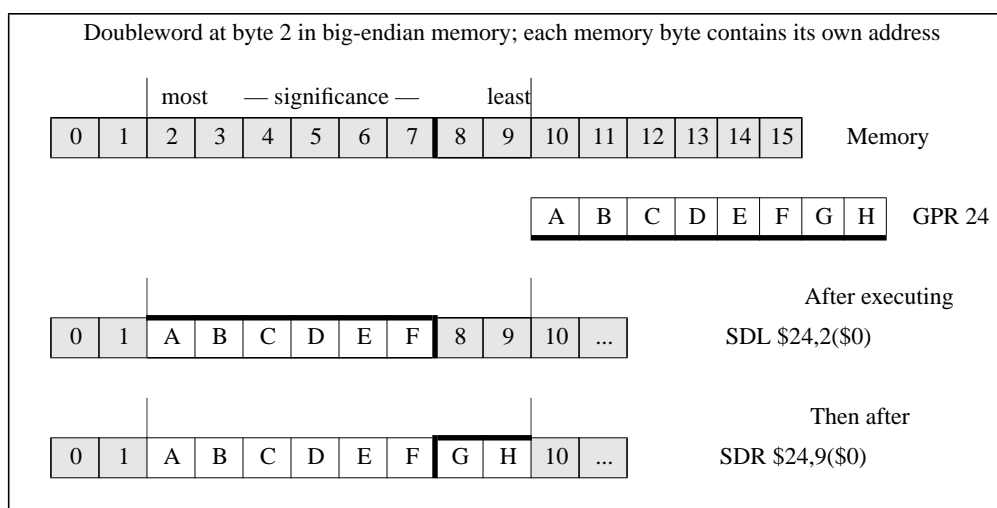 Doubleword at byte 2 in big-endian memory; each memory byte contains its own address
most — significance — least
0 1 2 3 4 5 6 7 8 9 10 11 12 13 14 15 Memory
A B C D E F G H GPR 24
After executing
0 1 A B C D E F 8 9 10 ... SDL $24,2($0)
Then after
0 1 A B C D E F G H 10 ... SDR $24,9($0)